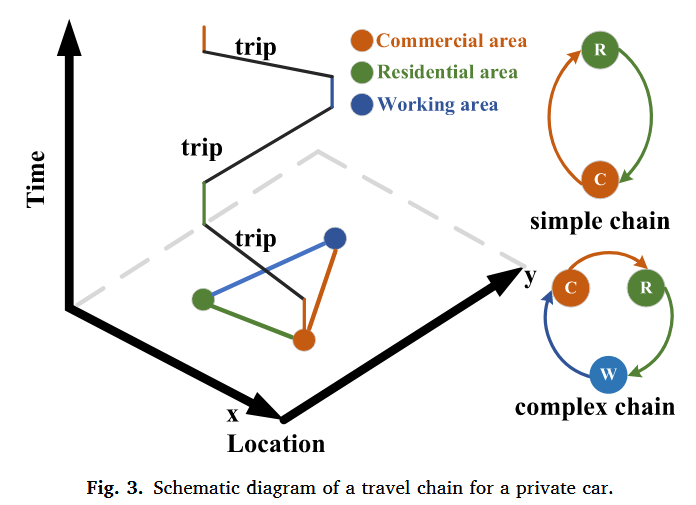 trip
Commercial area
Residential area
Working area
R
trip
Time
C
simple chain
trip
y
C
R
W
x
complex chain
Location
Fig. 3. Schematic diagram of a travel chain for a private car.